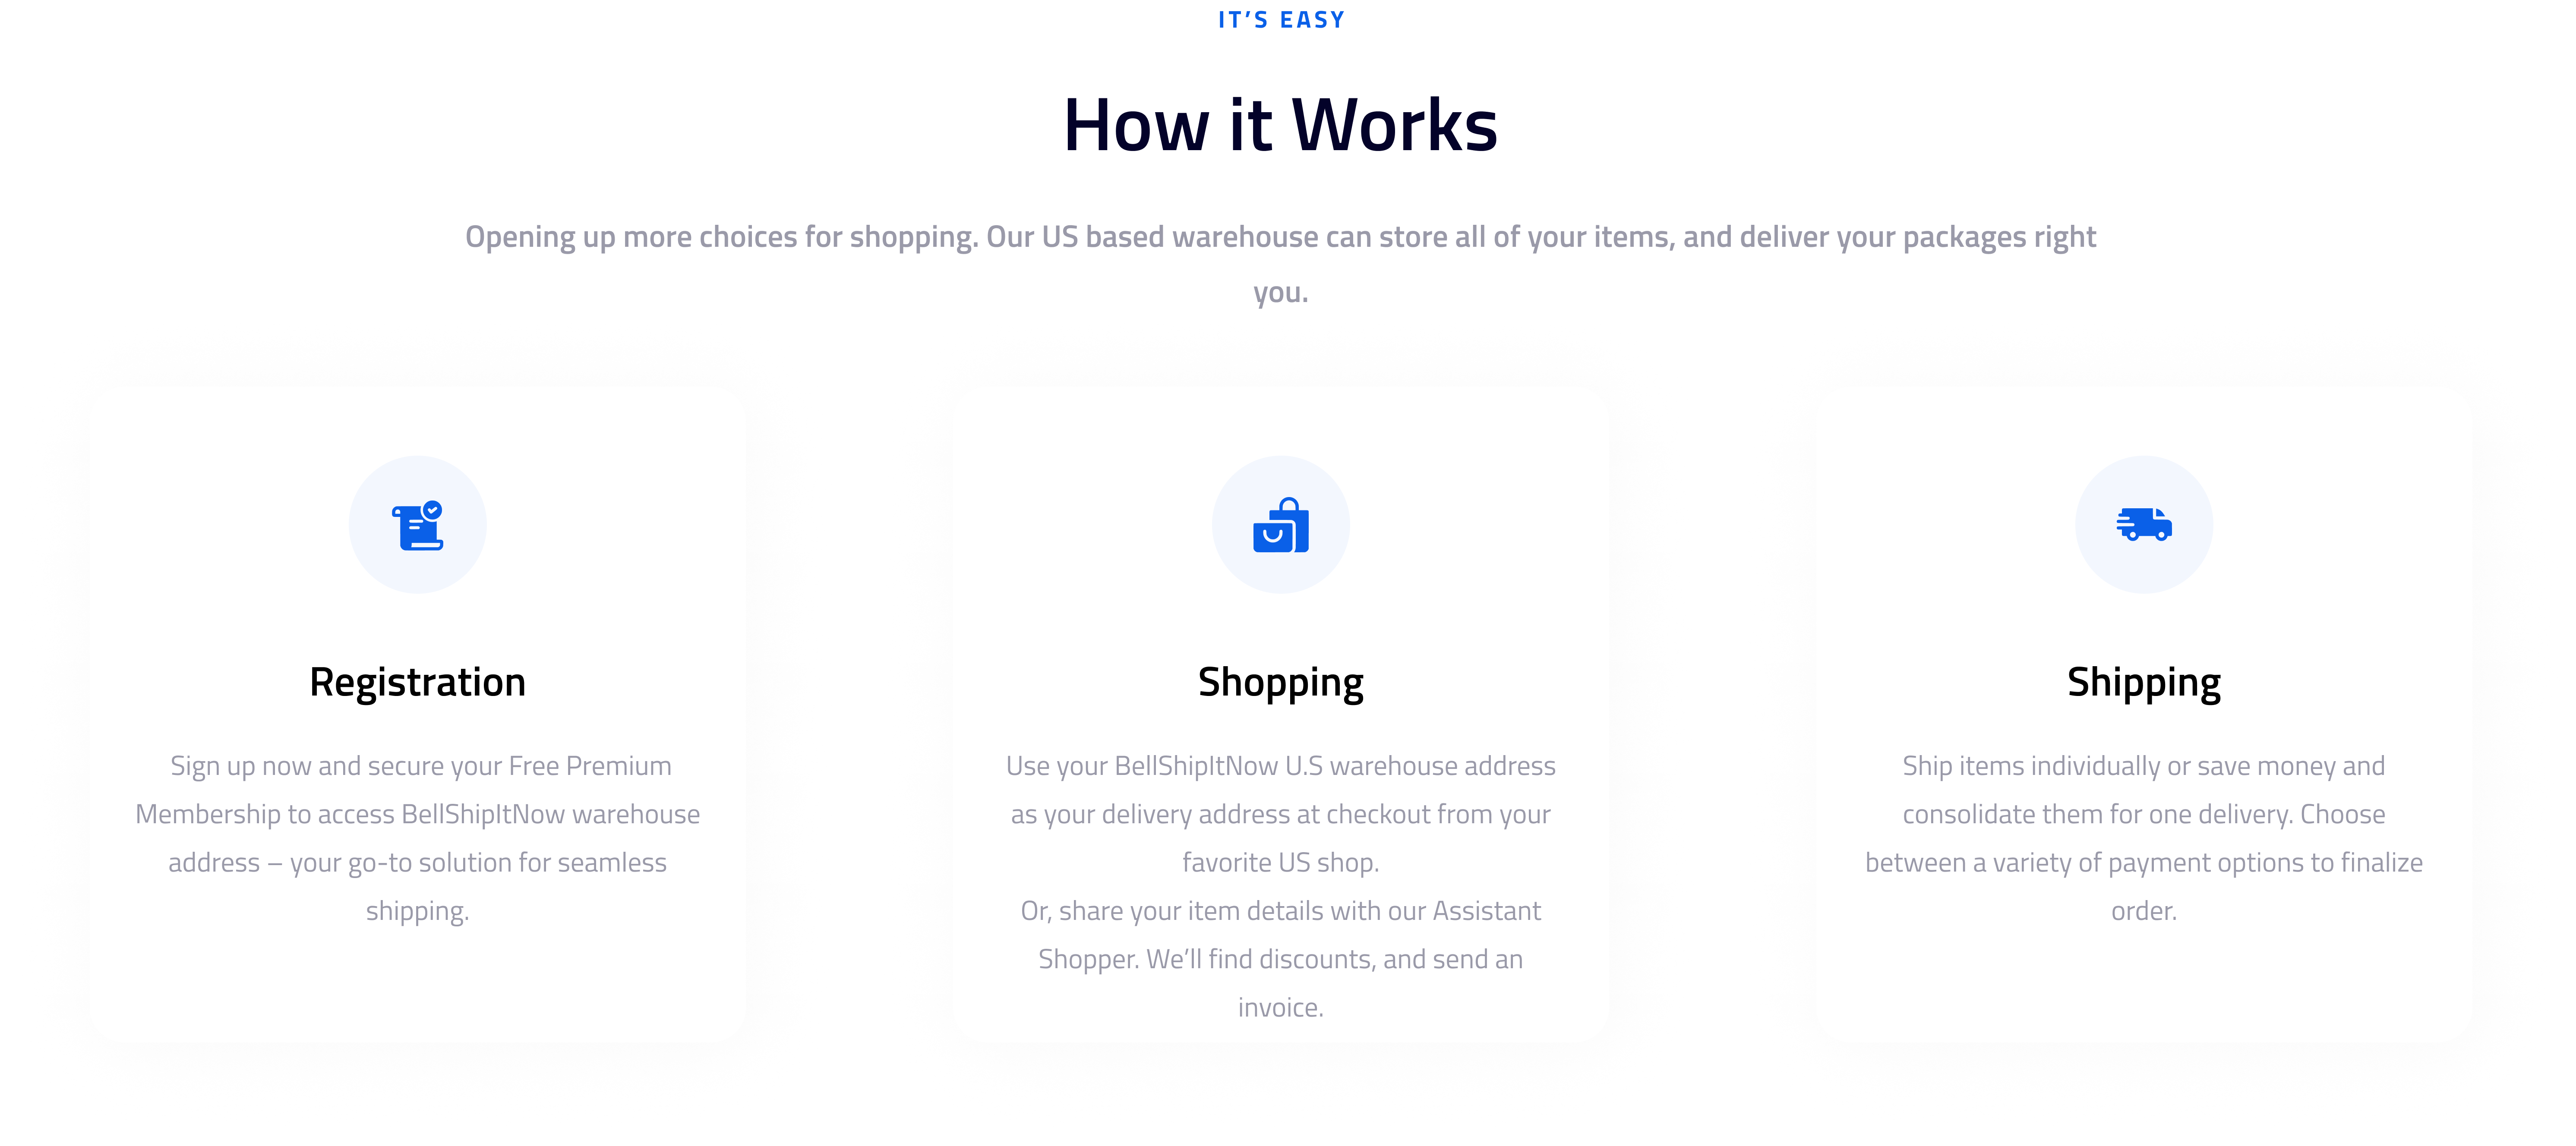 IT’S EASY
How it Works
Opening up more choices for shopping. Our US based warehouse can store all of your items, and deliver your packages right
you.
Registration
Sign up now and secure your Free Premium
Membership to access BellShipItNow warehouse
address – your go-to solution for seamless
shipping.
Shopping
Use your BellShipItNow U.S warehouse address
as your delivery address at checkout from your
favorite US shop.
Or, share your item details with our Assistant
Shopper. We’ll find discounts, and send an
invoice.
Shipping
Ship items individually or save money and
consolidate them for one delivery. Choose
between a variety of payment options to finalize
order.